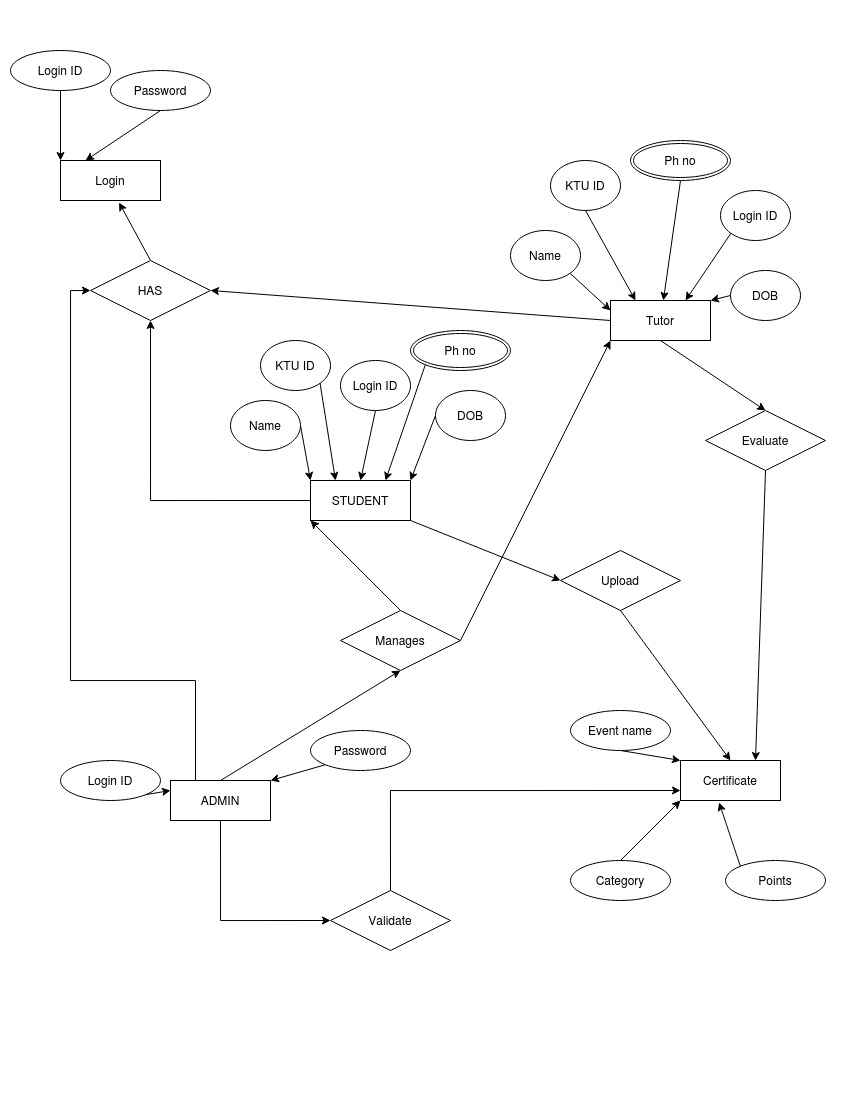 Login ID
Password
Login
Ph no
KTU ID
Login ID
Name
DOB
HAS
Tutor
Ph no
KTU ID
Login ID
DOB
Name
Evaluate
STUDENT
Upload
Manages
Event name
Password
Login ID
Certificate
ADMIN
Category
Points
Validate